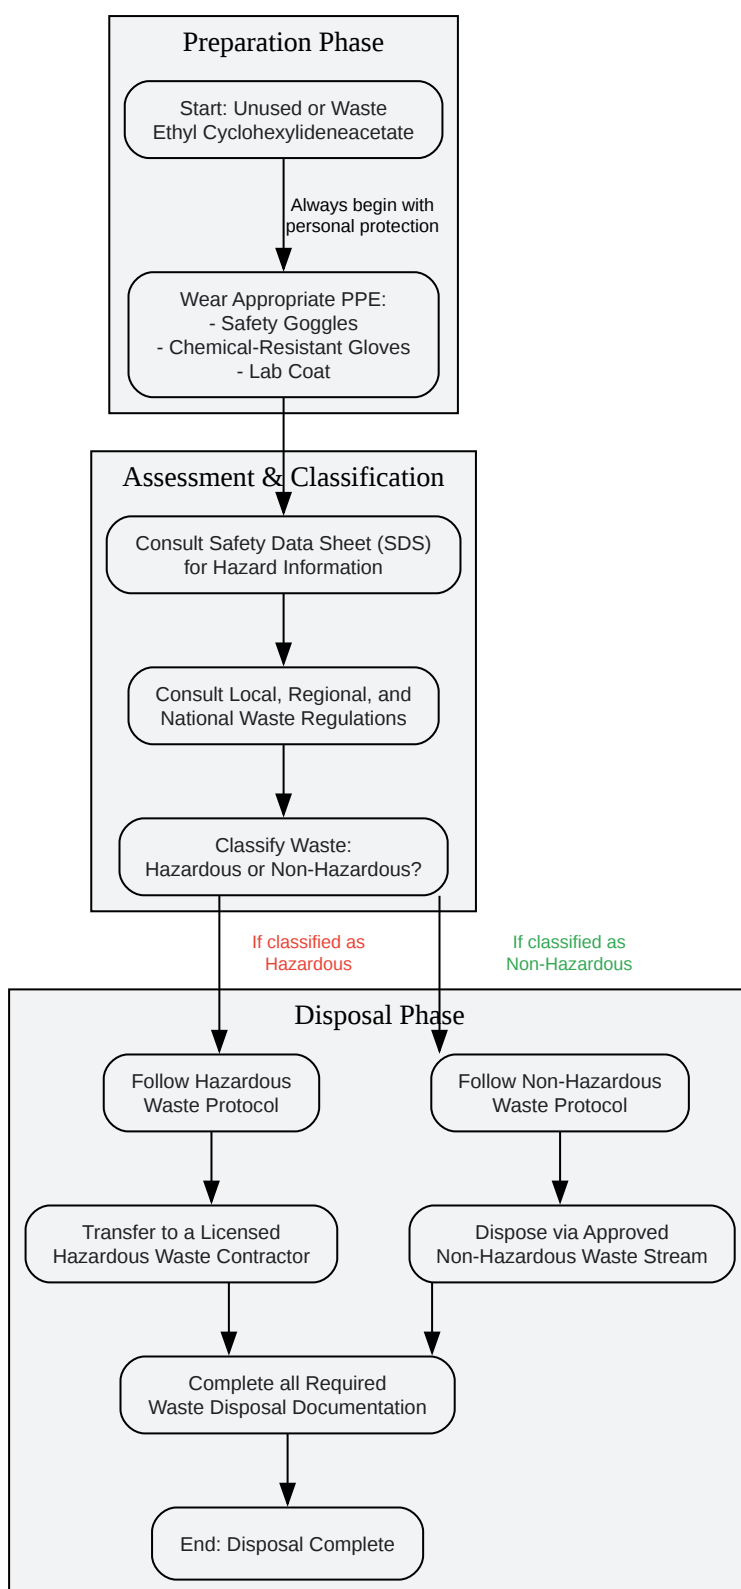 Preparation Phase
Start: Unused or Waste
Ethyl Cyclohexylideneacetate
Always begin with
personal protection
Wear Appropriate PPE:
- Safety Goggles
- Chemical-Resistant Gloves
- Lab Coat
Assessment & Classification
Consult Safety Data Sheet (SDS)
for Hazard Information
Consult Local, Regional, and
National Waste Regulations
Classify Waste:
Hazardous or Non-Hazardous?
If classified as
Hazardous
If classified as
Non-Hazardous
Disposal Phase
Follow Hazardous
Waste Protocol
Follow Non-Hazardous
Waste Protocol
Transfer to a Licensed
Hazardous Waste Contractor
Dispose via Approved
Non-Hazardous Waste Stream
Complete all Required
Waste Disposal Documentation
End: Disposal Complete